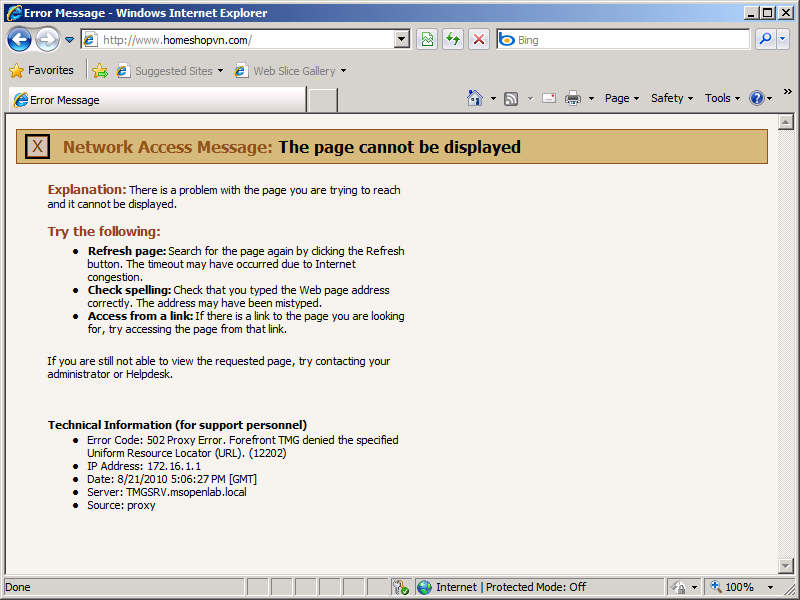 Error Message - Windows Internet Explorer
http://www.homeshopvn.com/
Bing
Favorites
Suggested Sites
Web Slice Gallery
Error Message
Page
Safety
Tools
»
X
Network Access Message: The page cannot be displayed
Explanation: There is a problem with the page you are trying to reach
and it cannot be displayed.
Try the following:
• Refresh page: Search for the page again by clicking the Refresh
button. The timeout may have occurred due to Internet
congestion.
• Check spelling: Check that you typed the Web page address
correctly. The address may have been mistyped.
• Access from a link: If there is a link to the page you are looking
for, try accessing the page from that link.
If you are still not able to view the requested page, try contacting your
administrator or Helpdesk.
Technical Information (for support personnel)
• Error Code: 502 Proxy Error. Forefront TMG denied the specified
Uniform Resource Locator (URL). (12202)
• IP Address: 172.16.1.1
• Date: 8/21/2010 5:06:27 PM [GMT]
• Server: TMGSRV.msopenlab.local
• Source: proxy
Done
Internet | Protected Mode: Off
100%